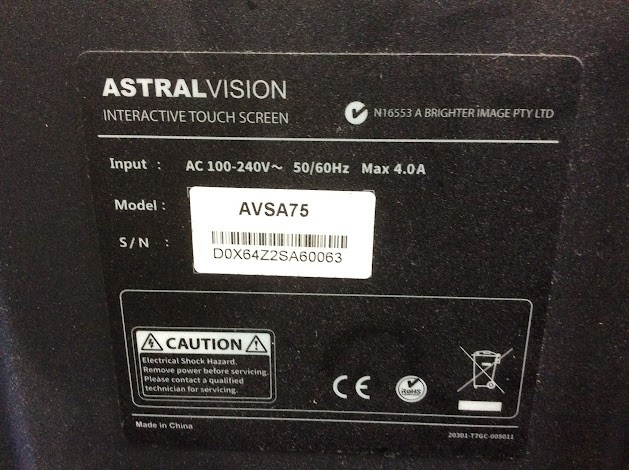 ASTRALVISION
INTERACTIVE TOUCH SCREEN
N16553 A BRIGHTER IMAGE PTY LTD
Input : AC 100-240V~ 50/60Hz Max 4.0A
Model : AVSA75
S/N :
D0X64Z2SA60063
CAUTION
Electrical Shock Hazard.
Remove power before servicing.
Please contact a qualified
technician for servicing.
CE
RoHS
Made in China
20301-T7GC-005011